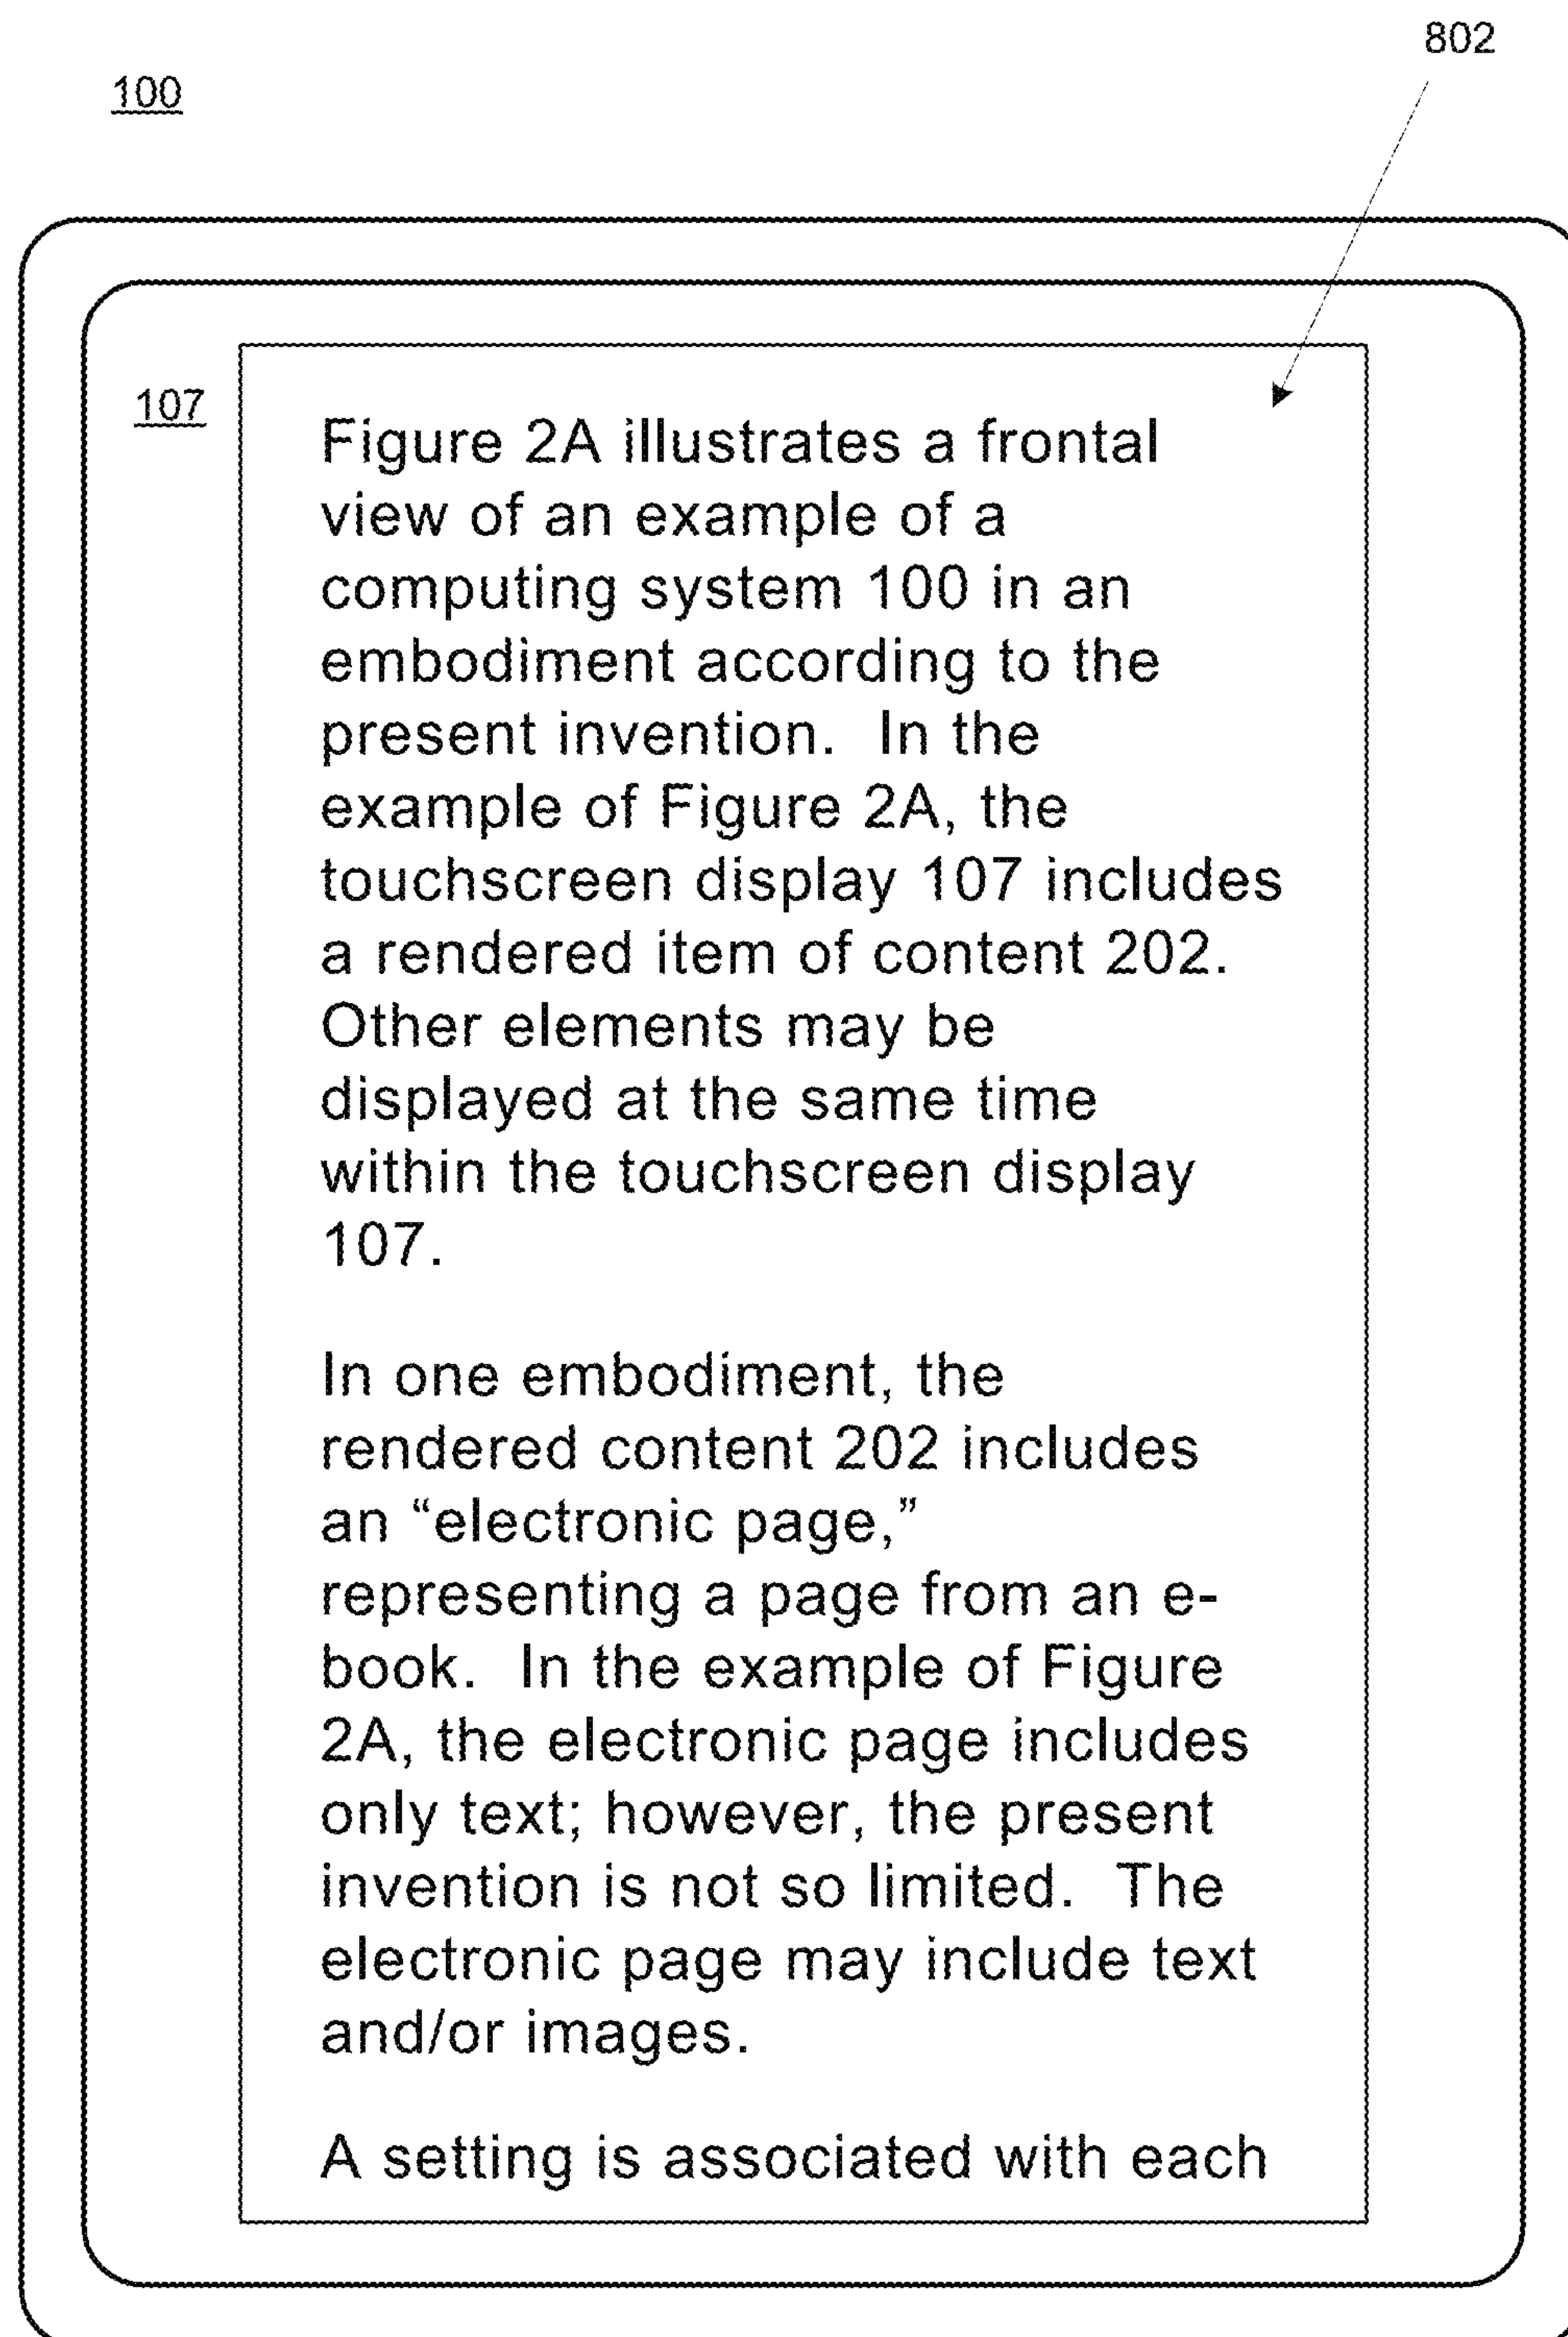 802
100
107
Figure 2A illustrates a frontal
view of an example of a
computing system 100 in an
embodiment according to the
present invention.  In the
example of Figure 2A, the
touchscreen display 107 includes
a rendered item of content 202.
Other elements may be
displayed at the same time
within the touchscreen display
107.
In one embodiment, the
rendered content 202 includes
an “electronic page,”
representing a page from an e-
book.  In the example of Figure
2A, the electronic page includes
only text; however, the present
invention is not so limited.  The
electronic page may include text
and/or images.
A setting is associated with each